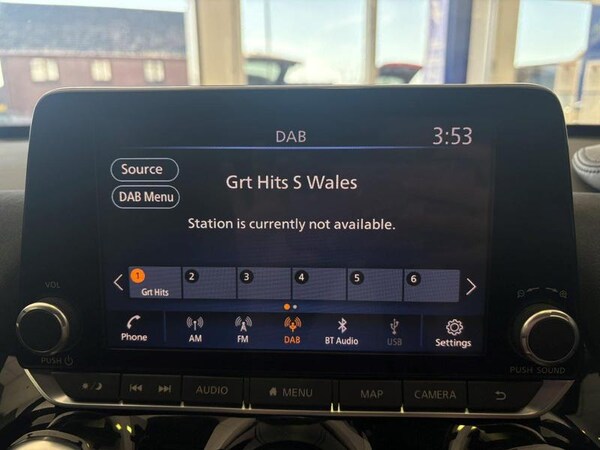 DAB 3:53
Source
Grt Hits S Wales
DAB Menu
Station is currently not available.
1 2 3 4 5 6
Grt Hits
VOL
Phone AM FM DAB BT Audio USB Settings
PUSH PUSH SOUND
AUDIO MENU MAP CAMERA